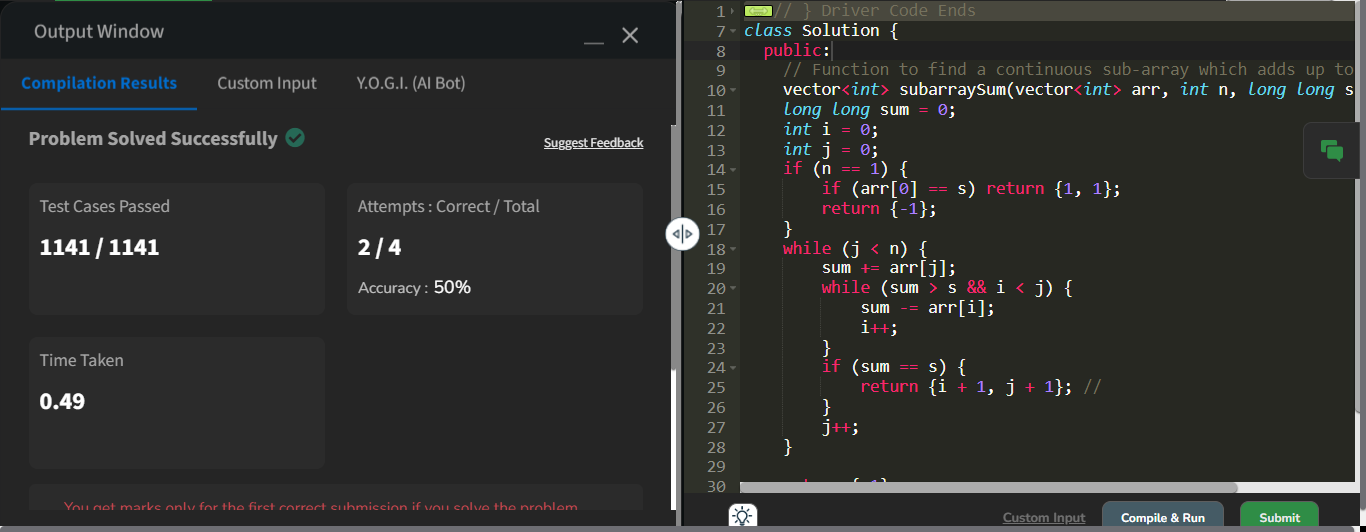 Output Window
Compilation Results Custom Input Y.O.G.I. (AI Bot)
Problem Solved Successfully
Suggest Feedback
Test Cases Passed
1141 / 1141
Attempts : Correct / Total
2 / 4
Accuracy : 50%
Time Taken
0.49
You get marks only for the first correct submission if you solve the problem
1 // } Driver Code Ends
7 class Solution {
8 public:
9 // Function to find a continuous sub-array which adds up to
10 vector<int> subarraySum(vector<int> arr, int n, long long s
11 long long sum = 0;
12 int i = 0;
13 int j = 0;
14 if (n == 1) {
15 if (arr[0] == s) return {1, 1};
16 return {-1};
17 }
18 while (j < n) {
19 sum += arr[j];
20 while (sum > s && i < j) {
21 sum -= arr[i];
22 i++;
23 }
24 if (sum == s) {
25 return {i + 1, j + 1}; //
26 }
27 j++;
28 }
29
30
Custom Input Compile & Run Submit